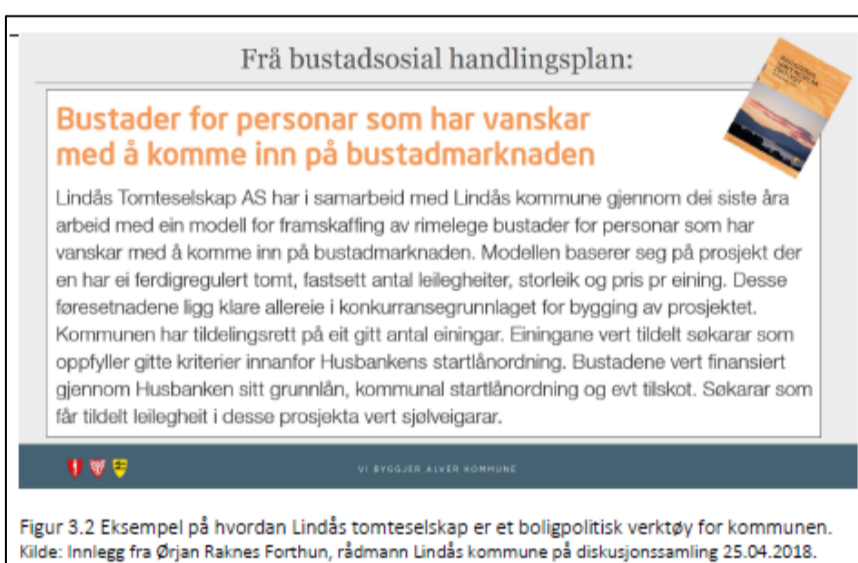 Frå bustadsosial handlingsplan:
Bustader for personar som har vanskar
med å komme inn på bustadmarknaden
Lindås Tomteselskap AS har i samarbeid med Lindås kommune gjennom dei siste åra
arbeid med ein modell for framskaffing av rimelege bustader for personar som har
vanskar med å komme inn på bustadmarknaden. Modellen baserer seg på prosjekt der
en har ei ferdigregulert tomt, fastsett antal leilegheiter, storleik og pris pr eining. Desse
føresetnadene ligg klare allereie i konkurransegrunnlaget for bygging av prosjektet.
Kommunen har tildelingsrett på eit gitt antal einingar. Einingane vert tildelt søkarar som
oppfyller gitte kriterier innanfor Husbankens startlånordning. Bustadene vert finansiert
gjennom Husbanken sitt grunnlån, kommunal startlånordning og evt tilskot. Søkarar som
får tildelt leilegheit i desse prosjekta vert sjølveigarar.
VI BYGGJER ALVER KOMMUNE
Figur 3.2 Eksempel på hvordan Lindås tomteselskap er et boligpolitisk verktøy for kommunen.
Kilde: Innlegg fra Ørjan Raknes Forthun, rådmann Lindås kommune på diskusjonssamling 25.04.2018.